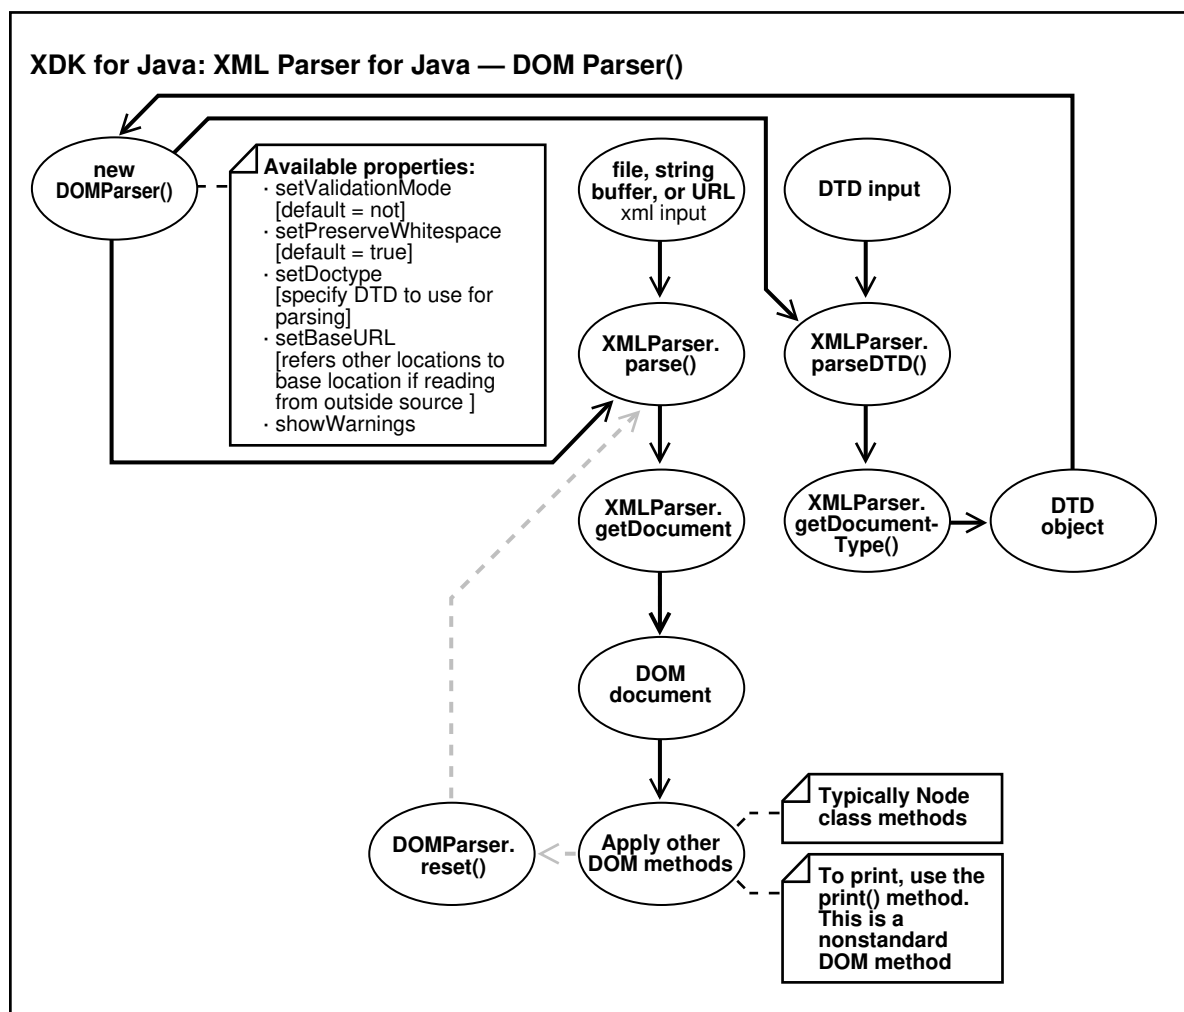 XDK for Java: XML Parser for Java — DOM Parser()
new
DOMParser()
Available properties:
· setValidationMode
[default = not]
· setPreserveWhitespace
[default = true]
· setDoctype
[specify DTD to use for
parsing]
· setBaseURL
[refers other locations to
base location if reading
from outside source ]
· showWarnings
file, string
buffer, or URL
xml input
DTD input
XMLParser.
parse()
XMLParser.
parseDTD()
XMLParser.
getDocument
XMLParser.
getDocument-
Type()
DTD
object
DOM
document
DOMParser.
reset()
Apply other
DOM methods
Typically Node
class methods
To print, use the
print() method.
This is a
nonstandard
DOM method